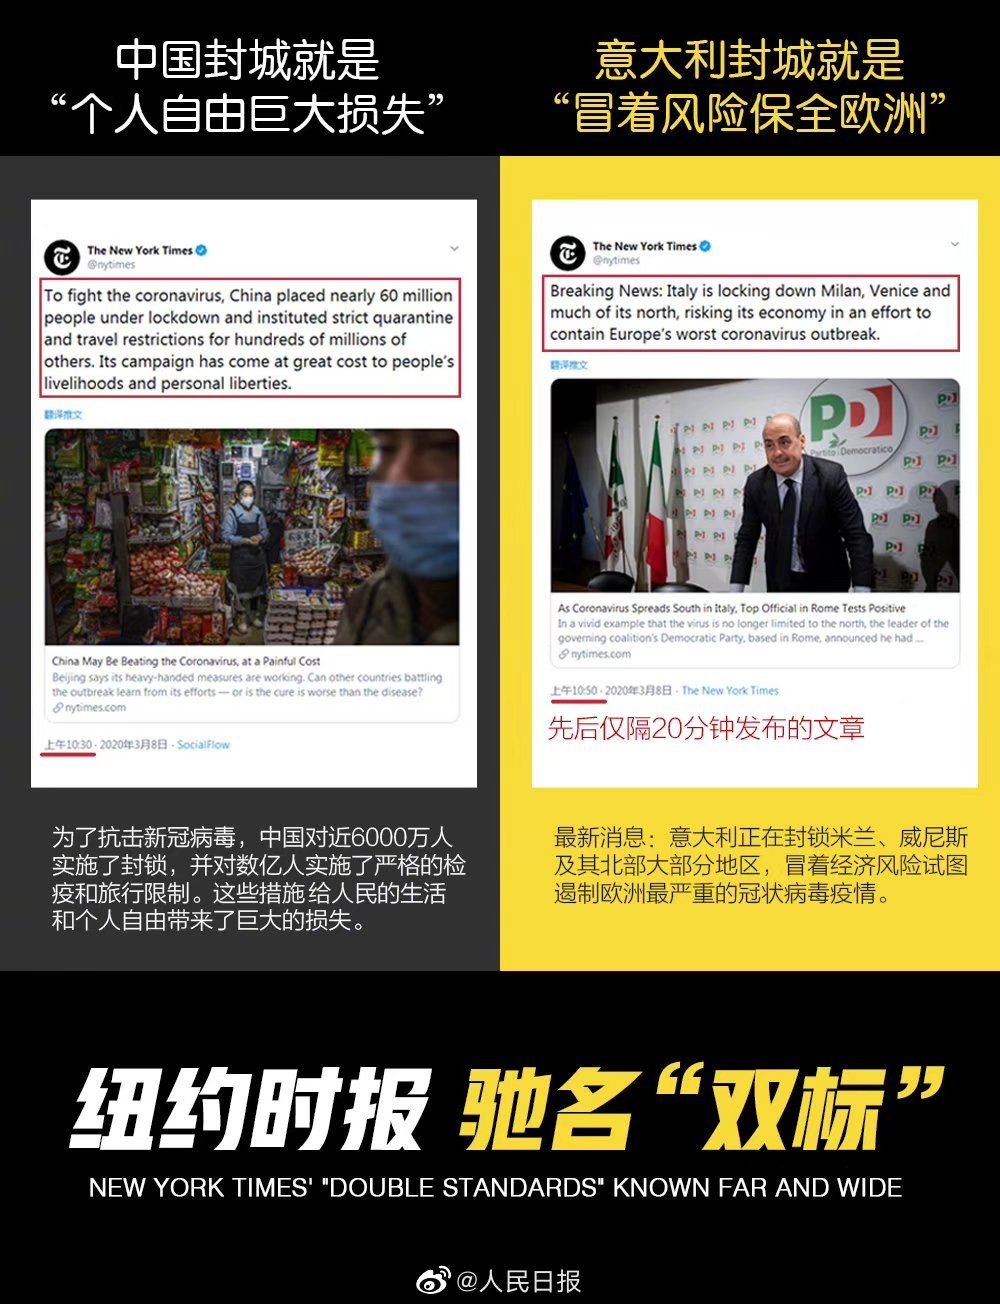 中国封城就是
“个人自由巨大损失”
意大利封城就是
“冒着风险保全欧洲”
The New York Times
@nytimes
To fight the coronavirus, China placed nearly 60 million
people under lockdown and instituted strict quarantine
and travel restrictions for hundreds of millions of
others. Its campaign has come at great cost to people's
livelihoods and personal liberties.
翻译推文
China May Be Beating the Coronavirus, at a Painful Cost
Beijing says its heavy-handed measures are working. Can other countries battling
the outbreak learn from its efforts — or is the cure is worse than the disease?
nytimes.com
上午10:30 · 2020年3月8日 · SocialFlow
The New York Times
@nytimes
Breaking News: Italy is locking down Milan, Venice and
much of its north, risking its economy in an effort to
contain Europe's worst coronavirus outbreak.
翻译推文
PD
Partito Democratico
As Coronavirus Spreads South in Italy, Top Official in Rome Tests Positive
In a vivid example that the virus is no longer limited to the north, the leader of the
governing coalition's Democratic Party, based in Rome, announced he had ...
nytimes.com
上午10:50 · 2020年3月8日 · The New York Times
先后仅隔20分钟发布的文章
为了抗击新冠病毒，中国对近6000万人
实施了封锁，并对数亿人实施了严格的检
疫和旅行限制。这些措施给人民的生活
和个人自由带来了巨大的损失。
最新消息：意大利正在封锁米兰、威尼斯
及其北部大部分地区，冒着经济风险试图
遏制欧洲最严重的冠状病毒疫情。
纽约时报 驰名“双标”
NEW YORK TIMES' "DOUBLE STANDARDS" KNOWN FAR AND WIDE
@人民日报